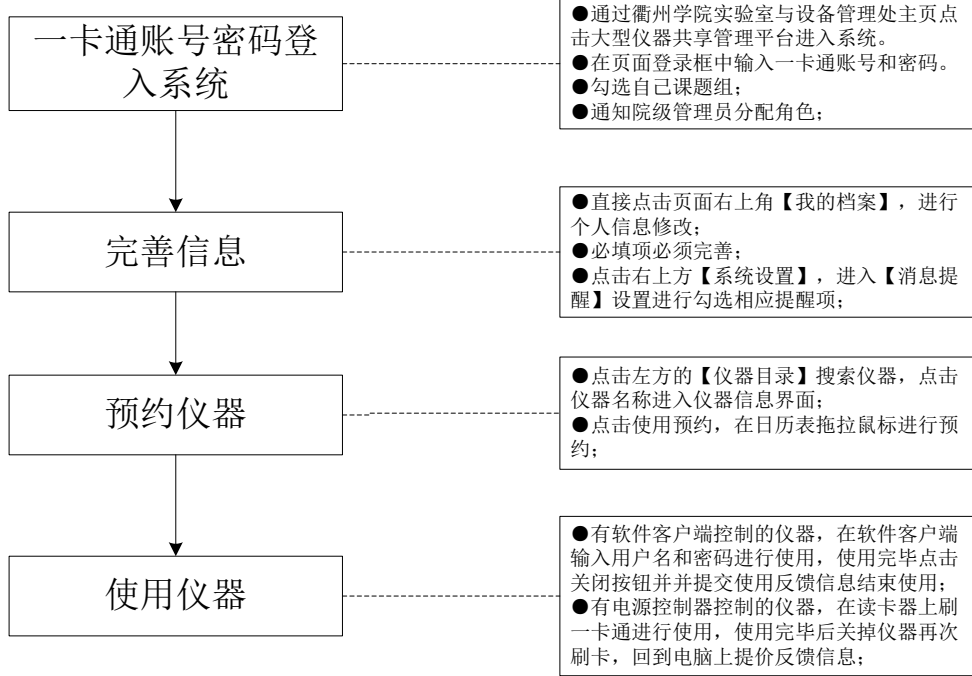 一卡通账号密码登
入系统
●通过衢州学院实验室与设备管理处主页点
击大型仪器共享管理平台进入系统。
●在页面登录框中输入一卡通账号和密码。
●勾选自己课题组；
●通知院级管理员分配角色；
完善信息
●直接点击页面右上角【我的档案】，进行
个人信息修改；
●必填项必须完善；
●点击右上方【系统设置】，进入【消息提
醒】设置进行勾选相应提醒项；
预约仪器
●点击左方的【仪器目录】搜索仪器，点击
仪器名称进入仪器信息界面；
●点击使用预约，在日历表拖拉鼠标进行预
约；
使用仪器
●有软件客户端控制的仪器，在软件客户端
输入用户名和密码进行使用，使用完毕点击
关闭按钮并并提交使用反馈信息结束使用；
●有电源控制器控制的仪器，在读卡器上刷
一卡通进行使用，使用完毕后关掉仪器再次
刷卡，回到电脑上提价反馈信息；